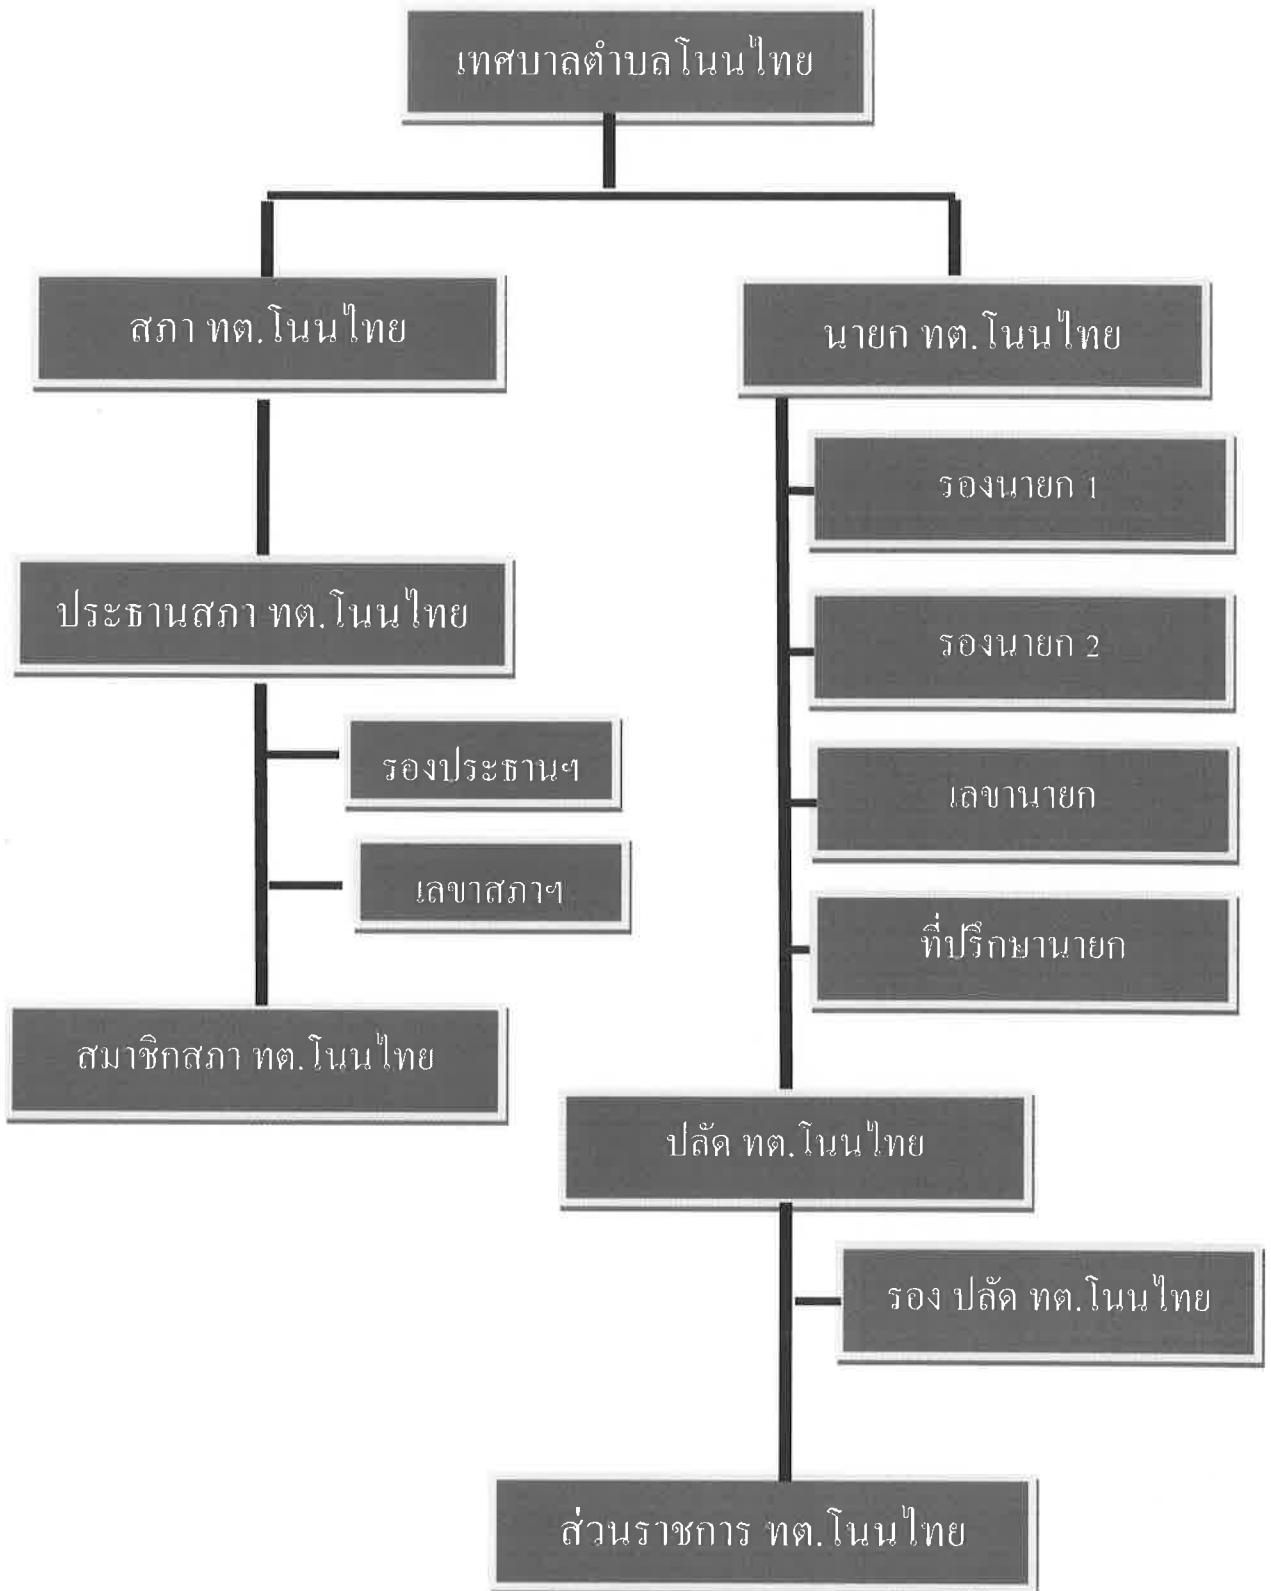 เทศบาลตำบลโนนไทย
สภา ทต.โนนไทย
นายก ทต.โนนไทย
รองนายก 1
ประธานสภา ทต.โนนไทย
รองนายก 2
รองประธานฯ
เลขานายก
เลขาสภาฯ
ที่ปรึกษานายก
สมาชิกสภา ทต.โนนไทย
ปลัด ทต.โนนไทย
รอง ปลัด ทต.โนนไทย
ส่วนราชการ ทต.โนนไทย